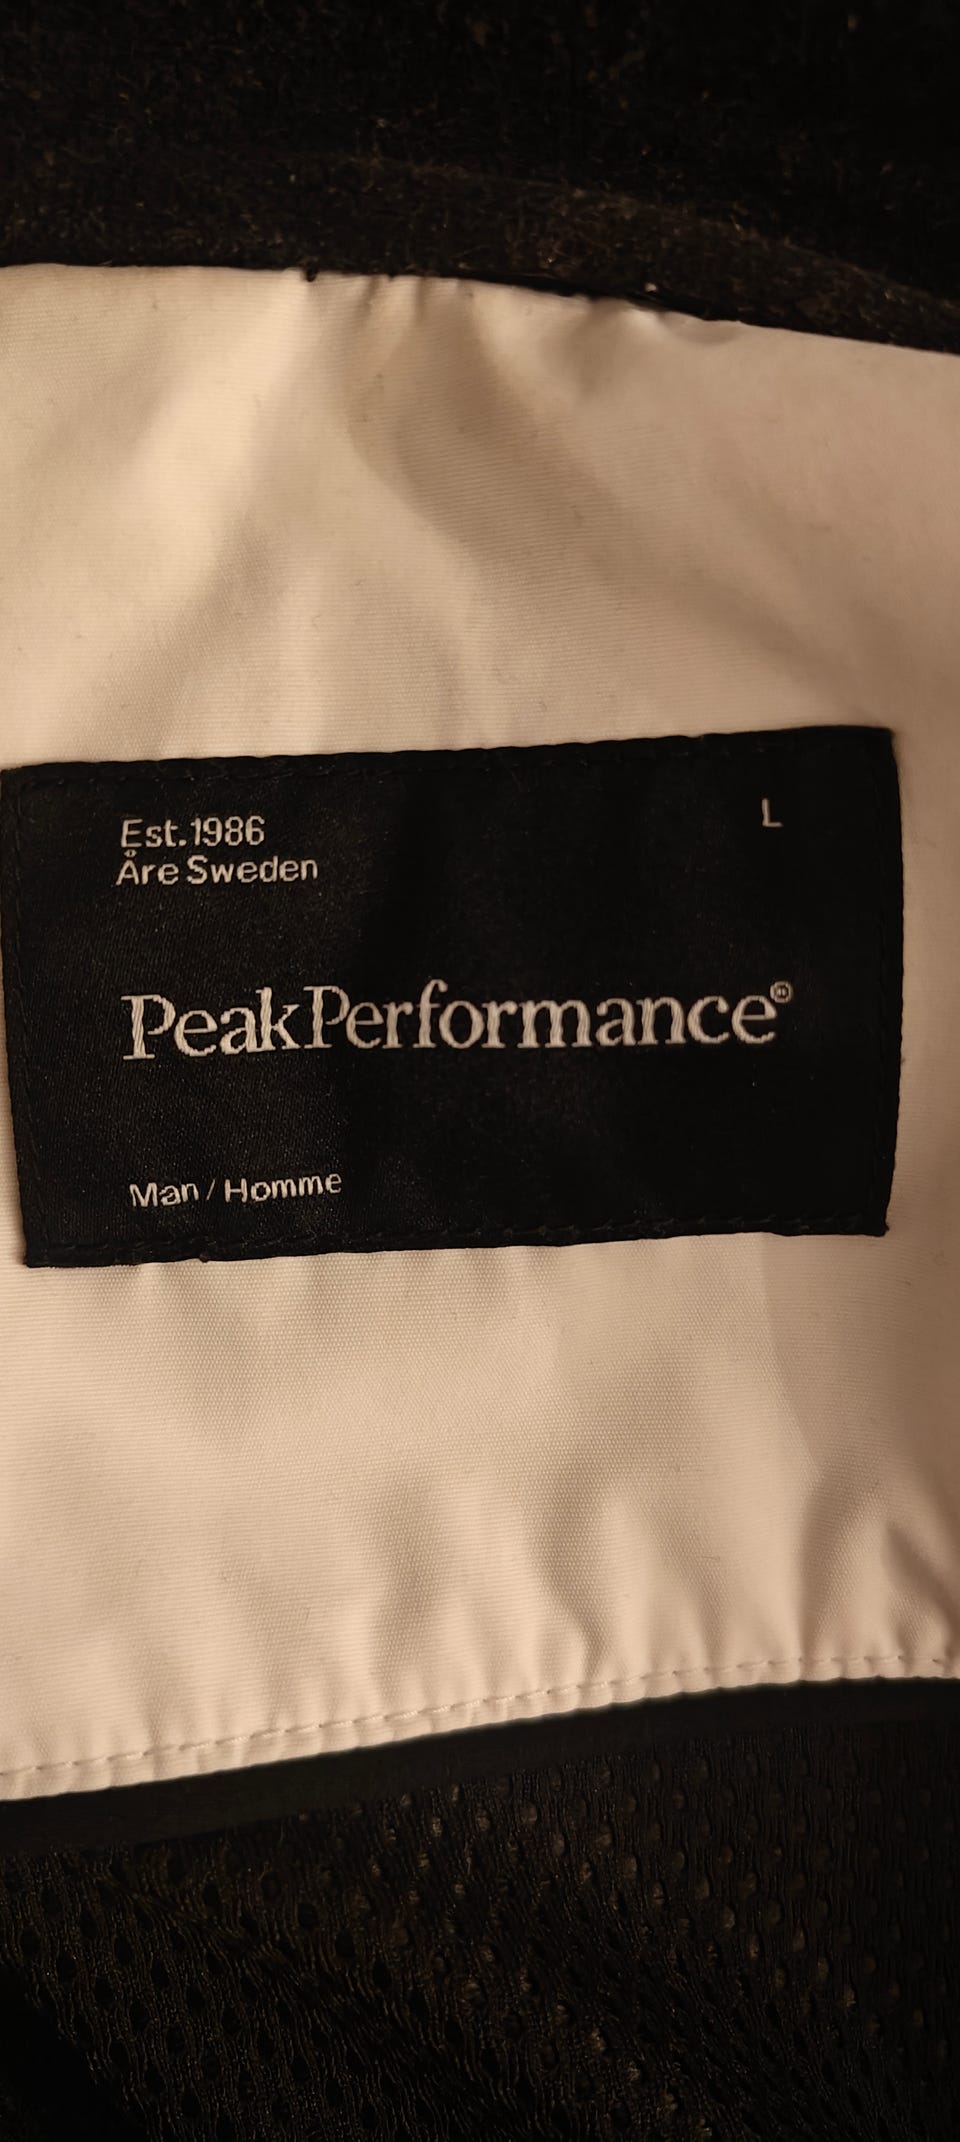 Est.1986
L
Åre Sweden
PeakPerformance®
Man / Homme